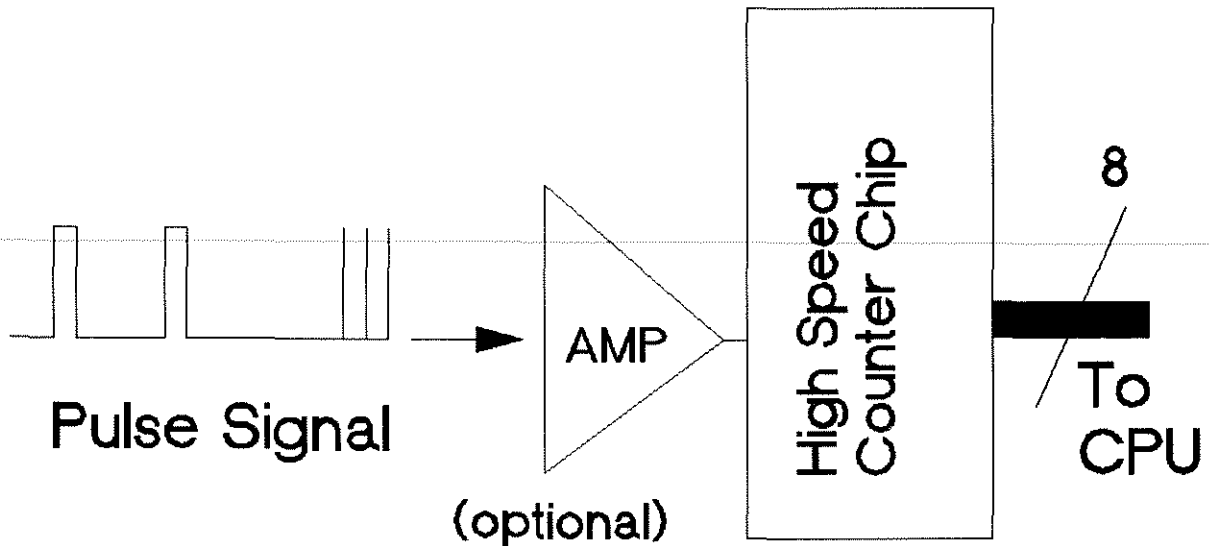 Pulse Signal
AMP
(optional)
High Speed
Counter Chip
8
To
CPU